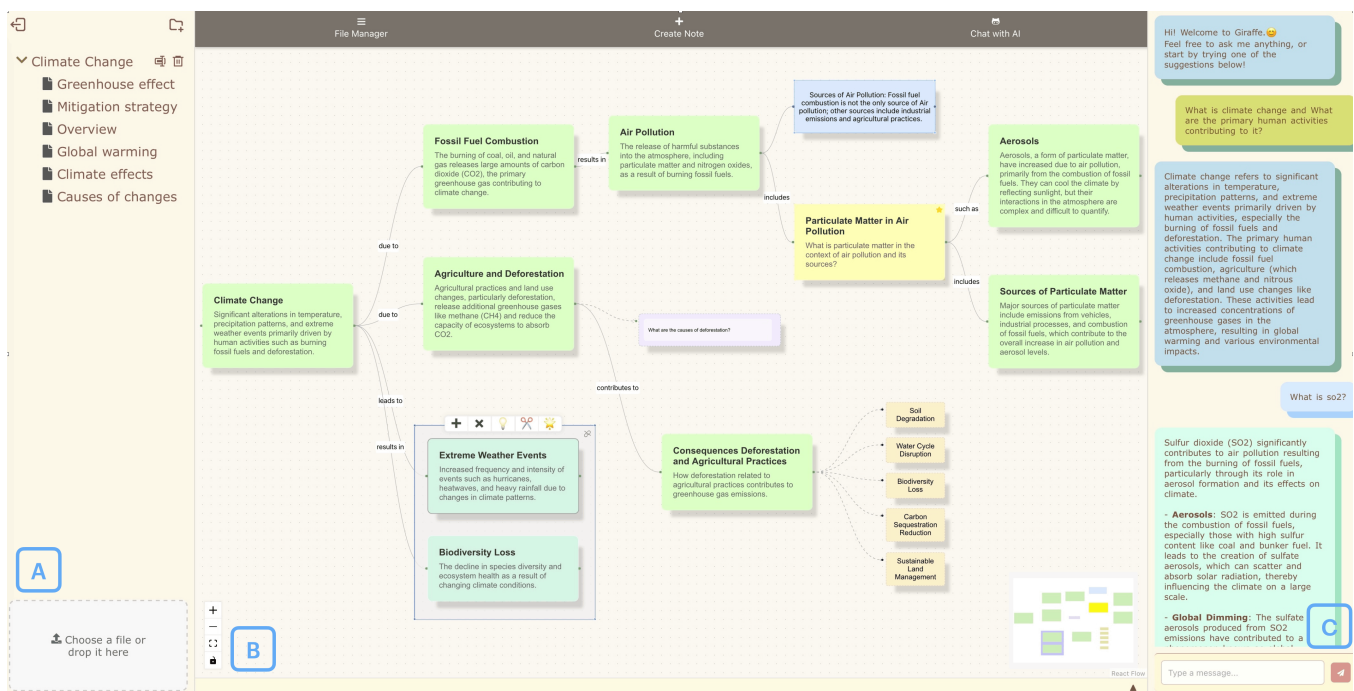 Climate Change
Greenhouse effect
Mitigation strategy
Overview
Global warming
Climate effects
Causes of changes
A
Choose a file or
drop it here
File Manager
Create Note
Chat with AI
Climate Change
Significant alterations in temperature,
precipitation patterns, and extreme
weather events primarily driven by
human activities such as burning
fossil fuels and deforestation.
due to
due to
leads to
results in
Fossil Fuel Combustion
The burning of coal, oil, and natural
gas releases large amounts of carbon
dioxide (CO2), the primary
greenhouse gas contributing to
climate change.
results in
Air Pollution
The release of harmful substances
into the atmosphere, including
particulate matter and nitrogen oxides,
as a result of burning fossil fuels.
includes
Sources of Air Pollution: Fossil fuel
combustion is not the only source of Air
pollution; other sources include industrial
emissions and agricultural practices.
Particulate Matter in Air
Pollution
What is particulate matter in the
context of air pollution and its
sources?
such as
includes
Aerosols
Aerosols, a form of particulate matter,
have increased due to air pollution,
primarily from the combustion of fossil
fuels. They can cool the climate by
reflecting sunlight, but their
interactions in the atmosphere are
complex and difficult to quantify.
Sources of Particulate Matter
Major sources of particulate matter
include emissions from vehicles,
industrial processes, and combustion
of fossil fuels, which contribute to the
overall increase in air pollution and
aerosol levels.
Agriculture and Deforestation
Agricultural practices and land use
changes, particularly deforestation,
release additional greenhouse gases
like methane (CH4) and reduce the
capacity of ecosystems to absorb
CO2.
What are the causes of deforestation?
contributes to
Extreme Weather Events
Increased frequency and intensity of
events such as hurricanes,
heatwaves, and heavy rainfall due to
changes in climate patterns.
Biodiversity Loss
The decline in species diversity and
ecosystem health as a result of
changing climate conditions.
Consequences Deforestation
and Agricultural Practices
How deforestation related to
agricultural practices contributes to
greenhouse gas emissions.
Soil
Degradation
Water Cycle
Disruption
Biodiversity
Loss
Carbon
Sequestration
Reduction
Sustainable
Land
Management
B
React Flow
Hi! Welcome to Giraffe.😊
Feel free to ask me anything, or
start by trying one of the
suggestions below!
What is climate change and What
are the primary human activities
contributing to it?
Climate change refers to significant
alterations in temperature,
precipitation patterns, and extreme
weather events primarily driven by
human activities, especially the
burning of fossil fuels and
deforestation. The primary human
activities contributing to climate
change include fossil fuel
combustion, agriculture (which
releases methane and nitrous
oxide), and land use changes like
deforestation. These activities lead
to increased concentrations of
greenhouse gases in the
atmosphere, resulting in global
warming and various environmental
impacts.
What is so2?
Sulfur dioxide (SO2) significantly
contributes to air pollution resulting
from the burning of fossil fuels,
particularly through its role in
aerosol formation and its effects on
climate.
- Aerosols: SO2 is emitted during
the combustion of fossil fuels,
especially those with high sulfur
content like coal and bunker fuel. It
leads to the creation of sulfate
aerosols, which can scatter and
absorb solar radiation, thereby
influencing the climate on a large
scale.
- Global Dimming: The sulfate
aerosols produced from SO2
emissions have contributed to a
C
Type a message...